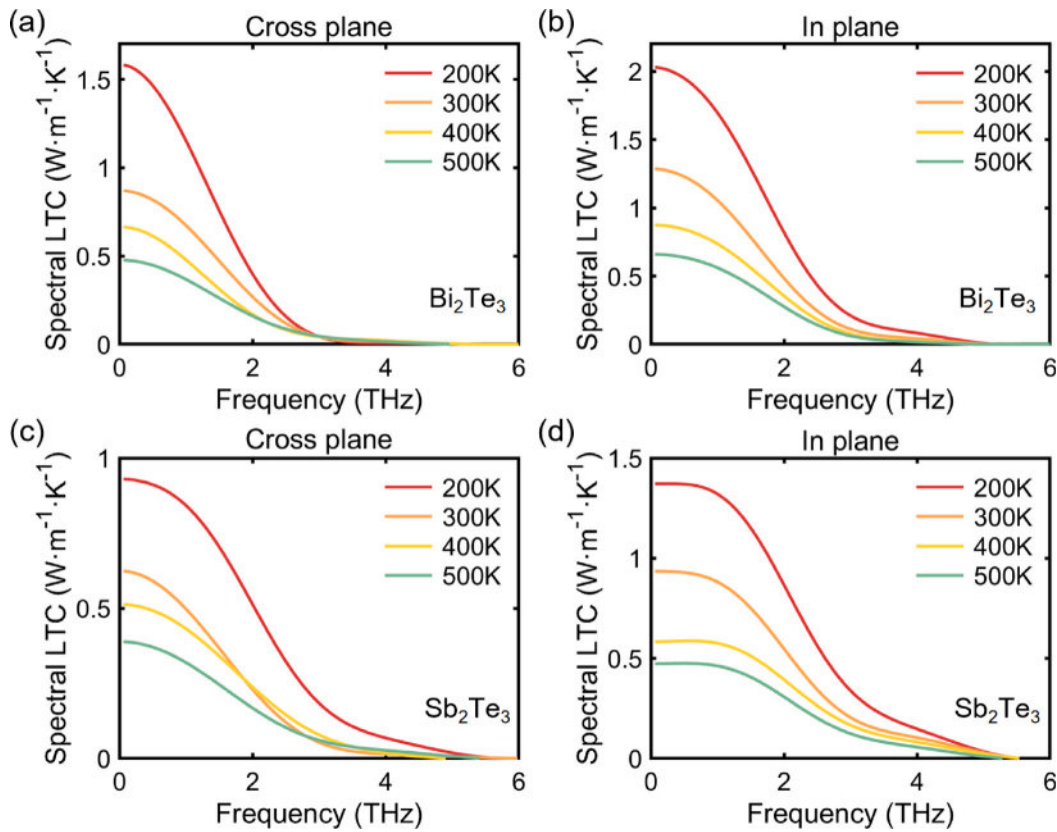 (a)
Cross plane
Spectral LTC (W·m⁻¹·K⁻¹)
1.5
1
0.5
0
200K
300K
400K
500K
Bi₂Te₃
0 2 4 6
Frequency (THz)
(b)
In plane
Spectral LTC (W·m⁻¹·K⁻¹)
2
1.5
1
0.5
0
200K
300K
400K
500K
Bi₂Te₃
0 2 4 6
Frequency (THz)
(c)
Cross plane
Spectral LTC (W·m⁻¹·K⁻¹)
1
0.5
0
200K
300K
400K
500K
Sb₂Te₃
0 2 4 6
Frequency (THz)
(d)
In plane
Spectral LTC (W·m⁻¹·K⁻¹)
1.5
1
0.5
0
200K
300K
400K
500K
Sb₂Te₃
0 2 4 6
Frequency (THz)